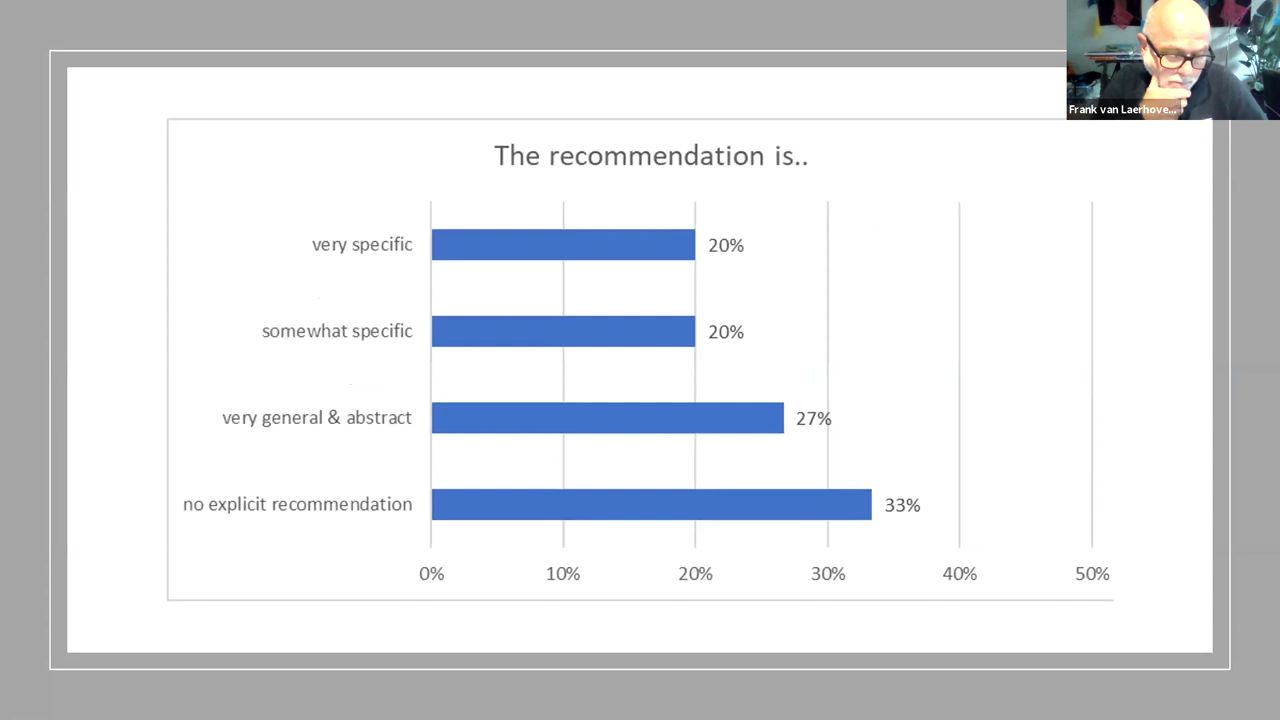 Frank van Laerhove...
The recommendation is..
very specific
20%
somewhat specific
20%
very general & abstract
27%
no explicit recommendation
33%
0% 10% 20% 30% 40% 50%